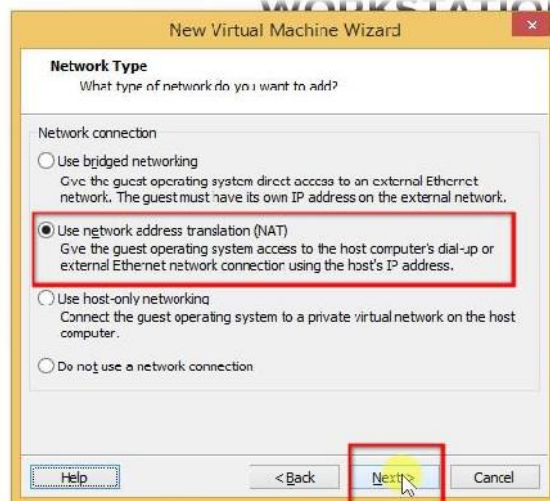 WORKSTATION
New Virtual Machine Wizard
Network Type
What type of network do you want to add?
Network connection
Use bridged networking
Give the guest operating system direct access to an external Ethernet
network. The guest must have its own IP address on the external network.
Use network address translation (NAT)
Give the guest operating system access to the host computer's dial-up or
external Ethernet network connection using the host's IP address.
Use host-only networking
Connect the guest operating system to a private virtual network on the host
computer.
Do not use a network connection
Help
< Back
Next >
Cancel